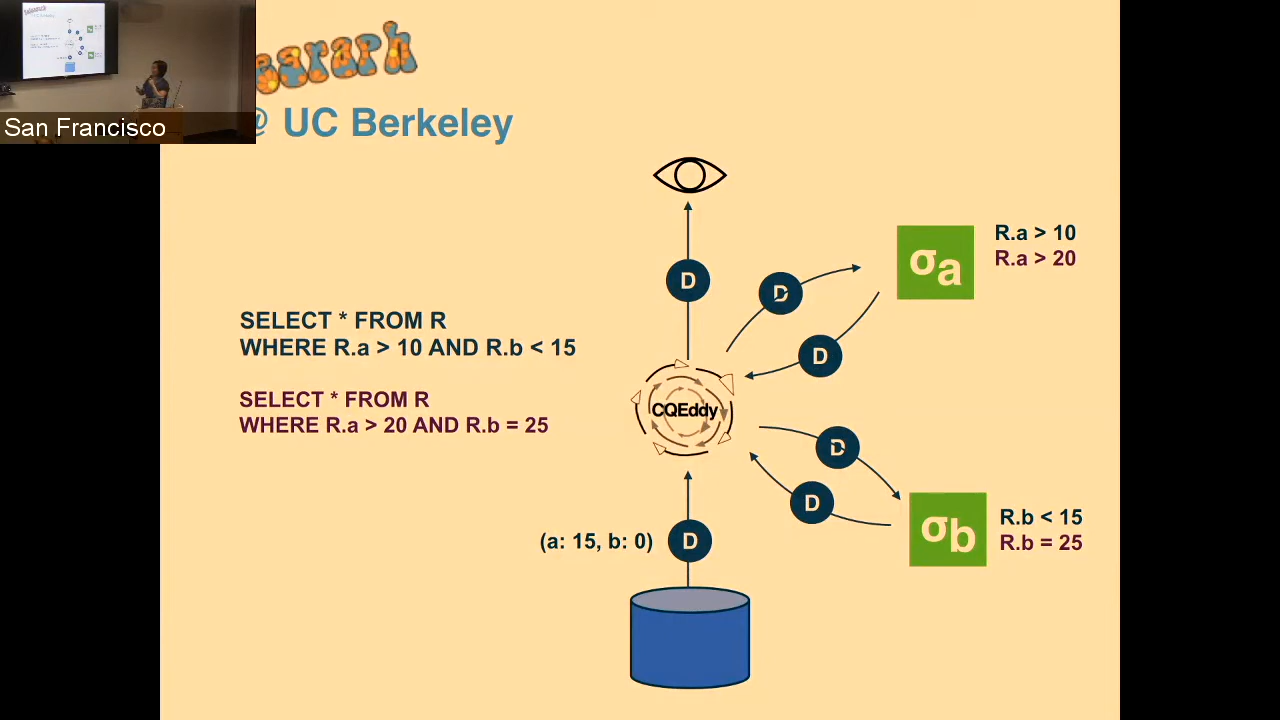 San Francisco
@ UC Berkeley
SELECT * FROM R
WHERE R.a > 10 AND R.b < 15
SELECT * FROM R
WHERE R.a > 20 AND R.b = 25
D
D
D
D
D
D
CQEddy
(a: 15, b: 0)
σa
R.a > 10
R.a > 20
σb
R.b < 15
R.b = 25